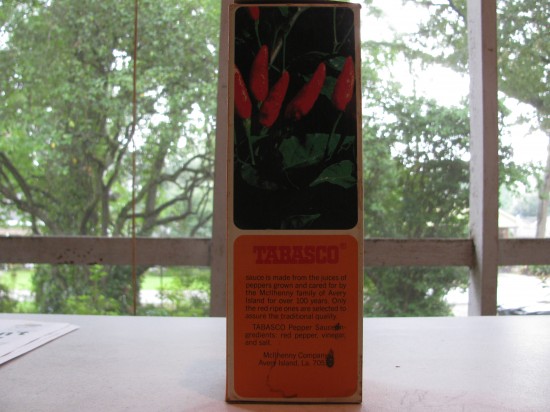 TABASCO®
sauce is made from the juices of
peppers grown and cared for by
the McIlhenny family of Avery
Island for over 100 years. Only
the red ripe ones are selected to
assure the traditional quality.
TABASCO Pepper Sauce
gredients: red pepper, vinegar,
and salt.
McIlhenny Company
Avery Island, La.